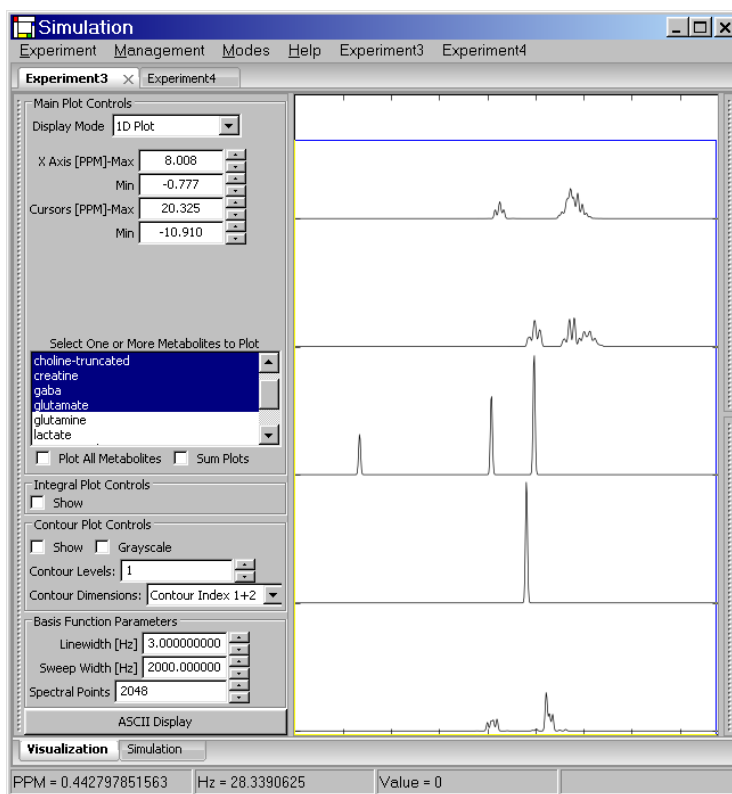 Simulation
Experiment Management Modes Help Experiment3 Experiment4
Experiment3 Experiment4
Main Plot Controls
Display Mode 1D Plot
X Axis [PPM]-Max 8.008
Min -0.777
Cursors [PPM]-Max 20.325
Min -10.910
Select One or More Metabolites to Plot
choline-truncated
creatine
gaba
glutamate
glutamine
lactate
Plot All Metabolites Sum Plots
Integral Plot Controls
Show
Contour Plot Controls
Show Grayscale
Contour Levels: 1
Contour Dimensions: Contour Index 1+2
Basis Function Parameters
Linewidth [Hz] 3.000000000
Sweep Width [Hz] 2000.000000
Spectral Points 2048
ASCII Display
Visualization Simulation
PPM = 0.442797851563 Hz = 28.3390625 Value = 0